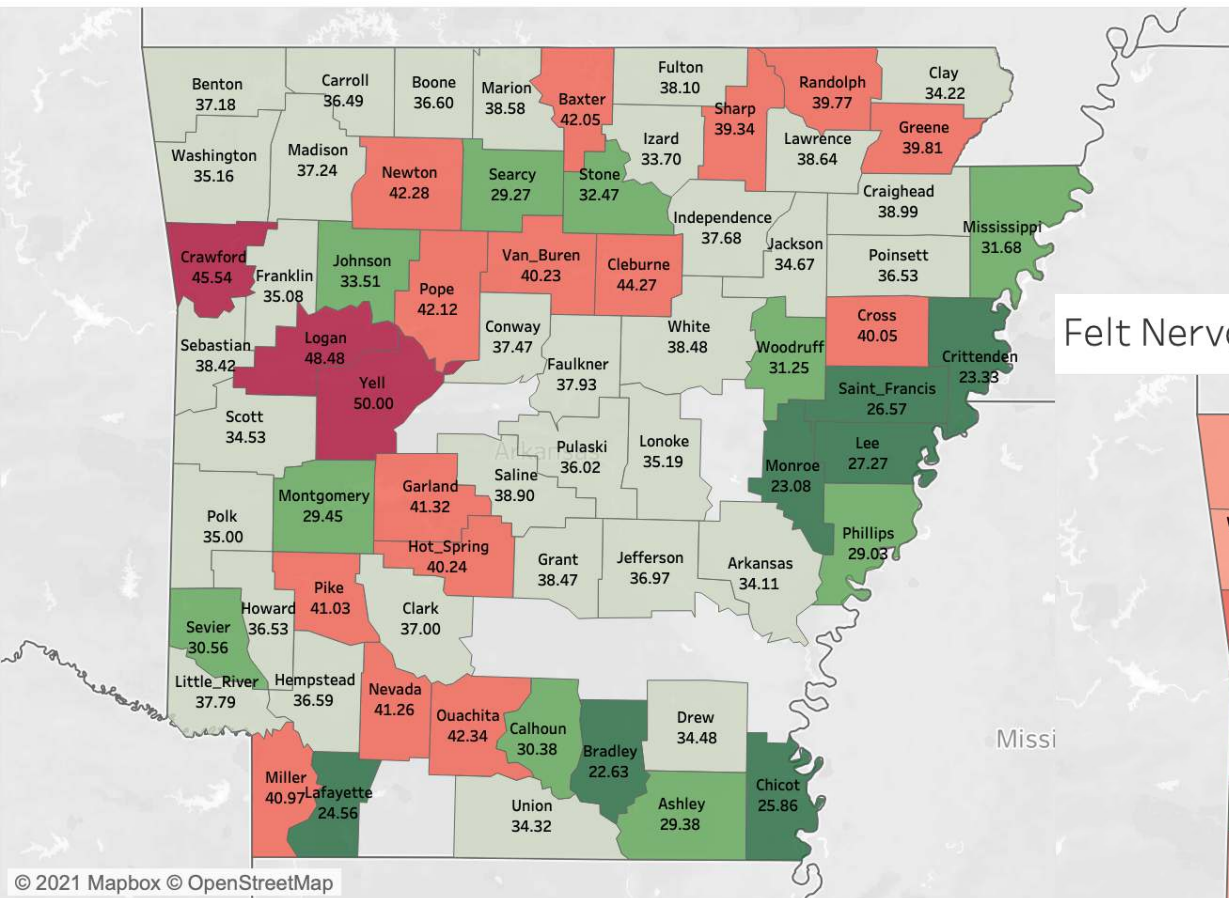 Benton
37.18
Carroll
36.49
Boone
36.60
Marion
38.58
Baxter
42.05
Fulton
38.10
Sharp
39.34
Randolph
39.77
Clay
34.22
Greene
39.81
Washington
35.16
Madison
37.24
Newton
42.28
Searcy
29.27
Stone
32.47
Izard
33.70
Lawrence
38.64
Craighead
38.99
Mississippi
31.68
Independence
37.68
Jackson
34.67
Poinsett
36.53
Crawford
45.54
Franklin
35.08
Johnson
33.51
Pope
42.12
Van_Buren
40.23
Cleburne
44.27
Conway
37.47
White
38.48
Woodruff
31.25
Cross
40.05
Crittenden
23.33
Felt Nerv
Sebastian
38.42
Logan
48.48
Yell
50.00
Faulkner
37.93
Saint_Francis
26.57
Scott
34.53
Arkansas
Pulaski
36.02
Lonoke
35.19
Lee
27.27
Monroe
23.08
Saline
38.90
Garland
41.32
Montgomery
29.45
Polk
35.00
Phillips
29.03
Hot_Spring
40.24
Grant
38.47
Jefferson
36.97
Arkansas
34.11
Pike
41.03
Howard
36.53
Clark
37.00
Sevier
30.56
Little_River
37.79
Hempstead
36.59
Nevada
41.26
Ouachita
42.34
Calhoun
30.38
Bradley
22.63
Drew
34.48
Missi
Miller
40.97
Lafayette
24.56
Union
34.32
Ashley
29.38
Chicot
25.86
© 2021 Mapbox © OpenStreetMap